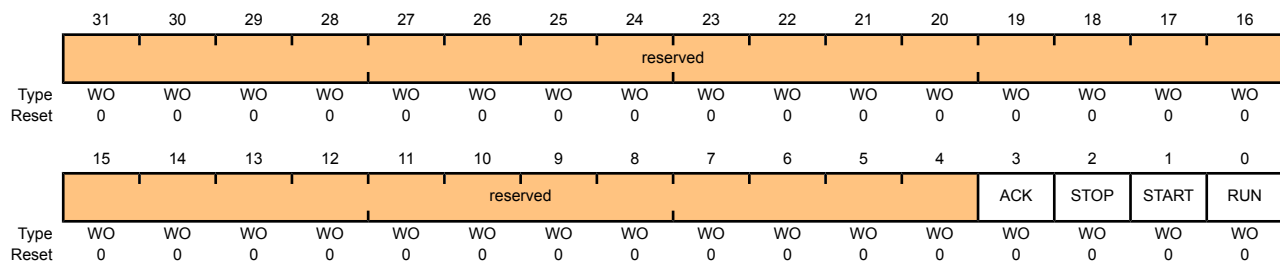 31 30 29 28 27 26 25 24 23 22 21 20 19 18 17 16
reserved
Type WO WO WO WO WO WO WO WO WO WO WO WO WO WO WO WO
Reset 0 0 0 0 0 0 0 0 0 0 0 0 0 0 0 0
15 14 13 12 11 10 9 8 7 6 5 4 3 2 1 0
reserved ACK STOP START RUN
Type WO WO WO WO WO WO WO WO WO WO WO WO WO WO WO WO
Reset 0 0 0 0 0 0 0 0 0 0 0 0 0 0 0 0